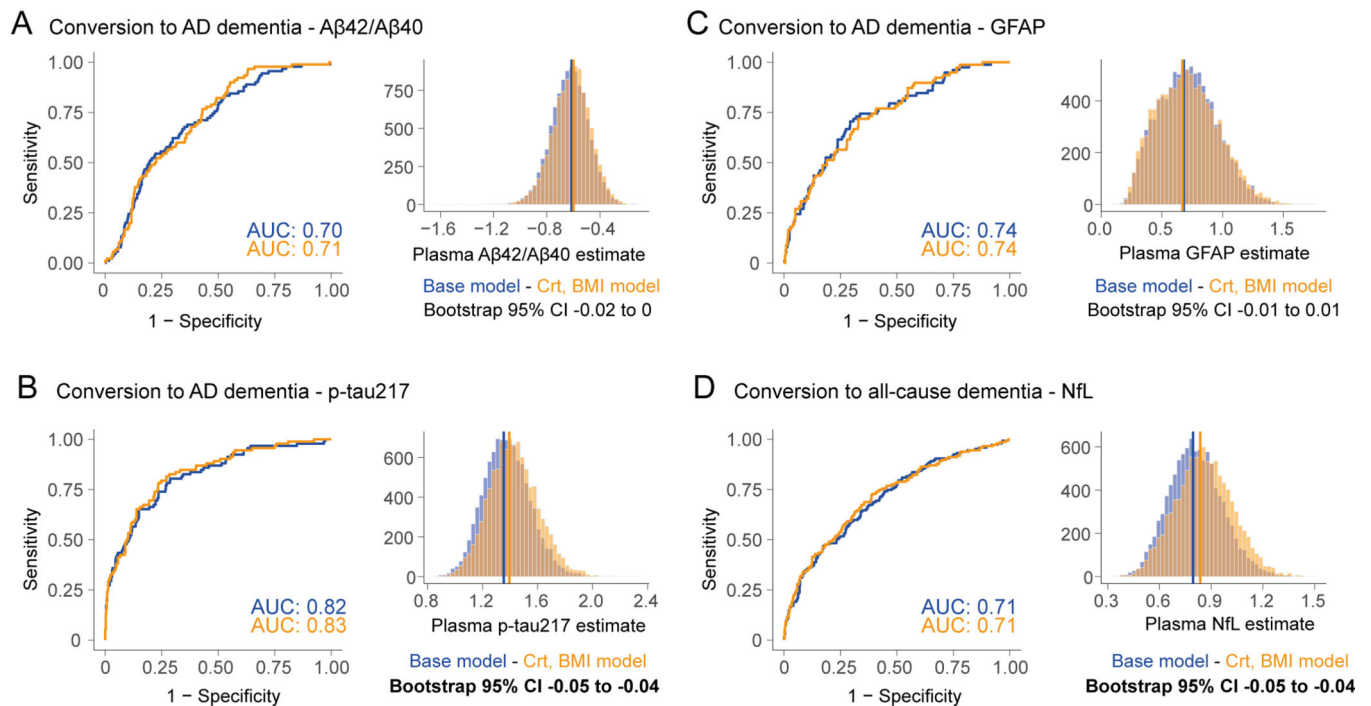 A Conversion to AD dementia - Aβ42/Aβ40
Sensitivity
1.00
0.75
0.50
0.25
0.00
AUC: 0.70
AUC: 0.71
0 0.25 0.50 0.75 1.00
1 − Specificity
750
500
250
0
−1.6 −1.2 −0.8 −0.4
Plasma Aβ42/Aβ40 estimate
Base model - Crt, BMI model
Bootstrap 95% CI -0.02 to 0
C Conversion to AD dementia - GFAP
Sensitivity
1.00
0.75
0.50
0.25
0
AUC: 0.74
AUC: 0.74
0 0.25 0.50 0.75 1.00
1 − Specificity
400
200
0
0.0 0.5 1.0 1.5
Plasma GFAP estimate
Base model - Crt, BMI model
Bootstrap 95% CI -0.01 to 0.01
B Conversion to AD dementia - p-tau217
Sensitivity
1.00
0.75
0.50
0.25
0
AUC: 0.82
AUC: 0.83
0 0.25 0.50 0.75 1.00
1 − Specificity
600
400
200
0
0.8 1.2 1.6 2.0 2.4
Plasma p-tau217 estimate
Base model - Crt, BMI model
Bootstrap 95% CI -0.05 to -0.04
D Conversion to all-cause dementia - NfL
Sensitivity
1.00
0.75
0.50
0.25
0
AUC: 0.71
AUC: 0.71
0 0.25 0.50 0.75 1.00
1 − Specificity
600
400
200
0
0.3 0.6 0.9 1.2 1.5
Plasma NfL estimate
Base model - Crt, BMI model
Bootstrap 95% CI -0.05 to -0.04